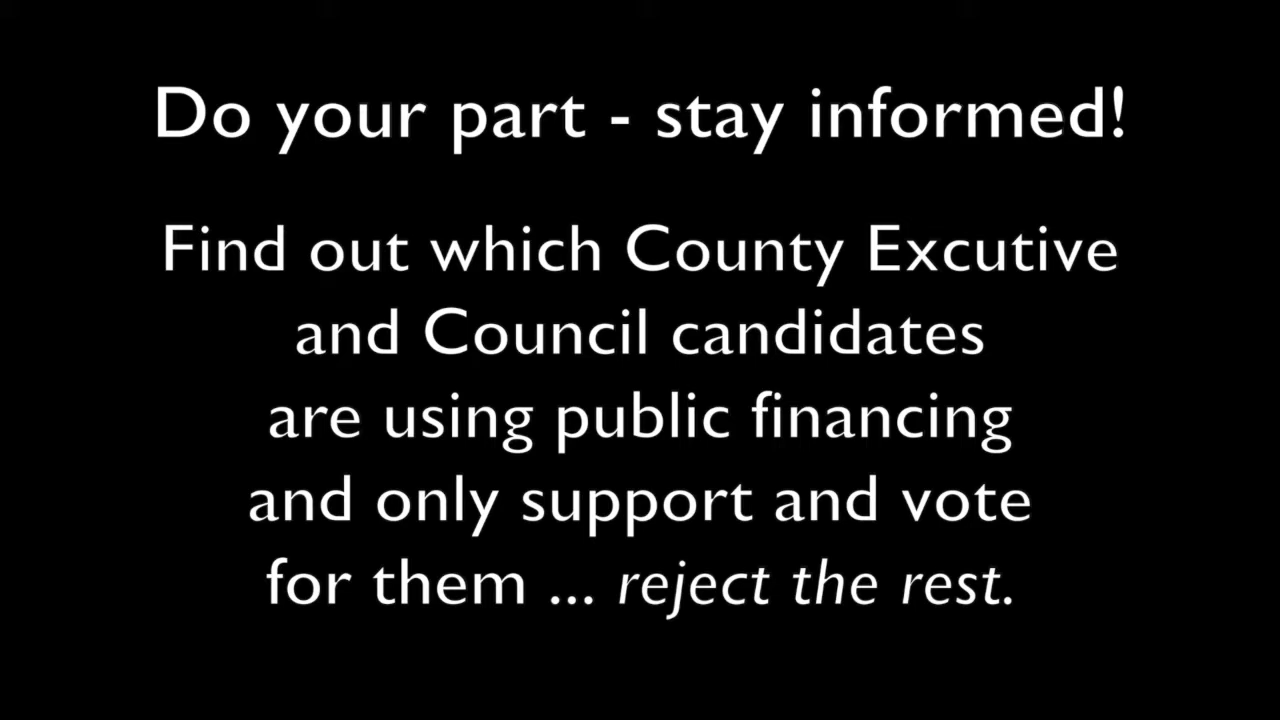 Do your part - stay informed!
Find out which County Excutive
and Council candidates
are using public financing
and only support and vote
for them ... reject the rest.